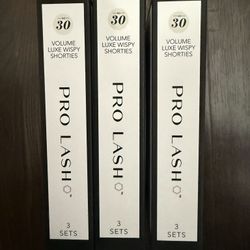 30
VOLUME
LUXE WISPY
SHORTIES
PRO LASH
3
SETS
30
VOLUME
LUXE WISPY
SHORTIES
PRO LASH
3
SETS
30
VOLUME
LUXE WISPY
SHORTIES
PRO LASH
3
SETS